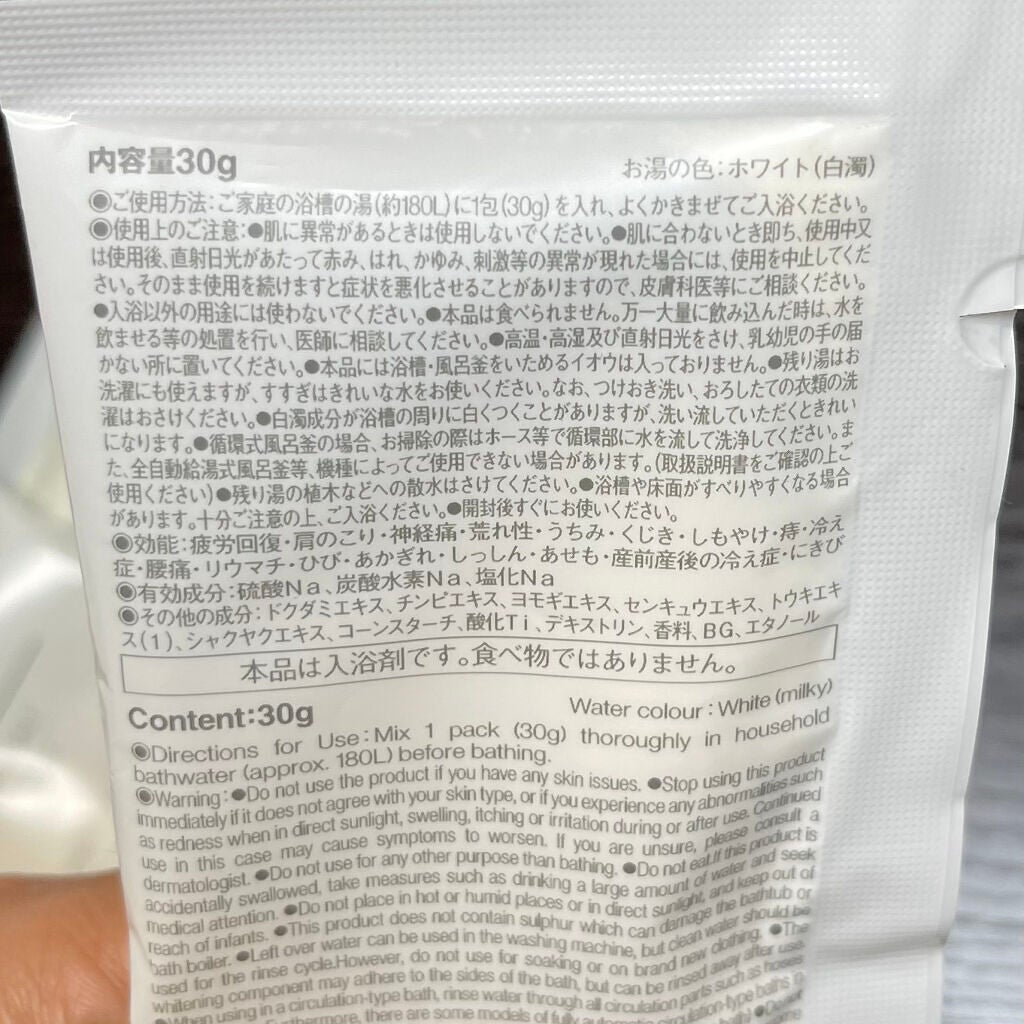 内容量30g
お湯の色：ホワイト（白濁）
◉ご使用方法：ご家庭の浴槽の湯（約180L）に1包（30g）を入れ、よくかきまぜてご入浴ください。
◉使用上のご注意：●肌に異常があるときは使用しないでください。●肌に合わないとき即ち、使用中又
は使用後、直射日光があたって赤み、はれ、かゆみ、刺激等の異常が現れた場合には、使用を中止してくだ
さい。そのまま使用を続けますと症状を悪化させることがありますので、皮膚科医等にご相談ください。
●入浴以外の用途には使わないでください。●本品は食べられません。万一大量に飲み込んだ時は、水を
飲ませる等の処置を行い、医師に相談してください。●高温・高湿及び直射日光をさけ、乳幼児の手の届
かない所に置いてください。●本品には浴槽・風呂釜をいためるイオウは入っておりません。●残り湯はお
洗濯にも使えますが、すすぎはきれいな水をお使いください。なお、つけおき洗い、おろしたての衣類の洗
濯はおさけください。●白濁成分が浴槽の周りに白くつくことがありますが、洗い流していただくときれい
になります。●循環式風呂釜の場合、お掃除の際はホース等で循環部に水を流して洗浄してください。ま
た、全自動給湯式風呂釜等、機種によってご使用できない場合があります。（取扱説明書をご確認の上ご
使用ください）●残り湯の植木などへの散水はさけてください。●浴槽や床面がすべりやすくなる場合
があります。十分ご注意の上、ご入浴ください。●開封後すぐにお使いください。
◉効能：疲労回復・肩のこり・神経痛・荒れ性・うちみ・くじき・しもやけ・痔・冷え
症・腰痛・リウマチ・ひび・あかぎれ・しっしん・あせも・産前産後の冷え症・にきび
◉有効成分：硫酸Na、炭酸水素Na、塩化Na
◉その他の成分：ドクダミエキス、チンピエキス、ヨモギエキス、センキュウエキス、トウキエキ
ス（1）、シャクヤクエキス、コーンスターチ、酸化Ti、デキストリン、香料、BG、エタノール
本品は入浴剤です。食べ物ではありません。
Content:30g
Water colour : White (milky)
◉Directions for Use : Mix 1 pack (30g) thoroughly in household
bathwater (approx. 180L) before bathing.
◉Warning : ●Do not use the product if you have any skin issues. ●Stop using this product
immediately if it does not agree with your skin type, or if you experience any abnormalities such
as redness when in direct sunlight, swelling, itching or irritation during or after use. Continued
use in this case may cause symptoms to worsen. If you are unsure, please consult a
dermatologist. ●Do not use for any other purpose than bathing. ●Do not eat.If this product is
accidentally swallowed, take measures such as drinking a large amount of water and seek
medical attention. ●Do not place in hot or humid places or in direct sunlight, and keep out of
reach of infants. ●This product does not contain sulphur which can damage the bathtub or
bath boiler. ●Left over water can be used in the washing machine, but clean water should be
used for the rinse cycle.However, do not use for soaking or on brand new clothing. ●The
whitening component may adhere to the sides of the bath, but can be rinsed away after use.
●When using in a circulation-type bath, rinse water through all circulation parts such as hoses
Furthermore, there are some models of fully automatic circulation-type baths